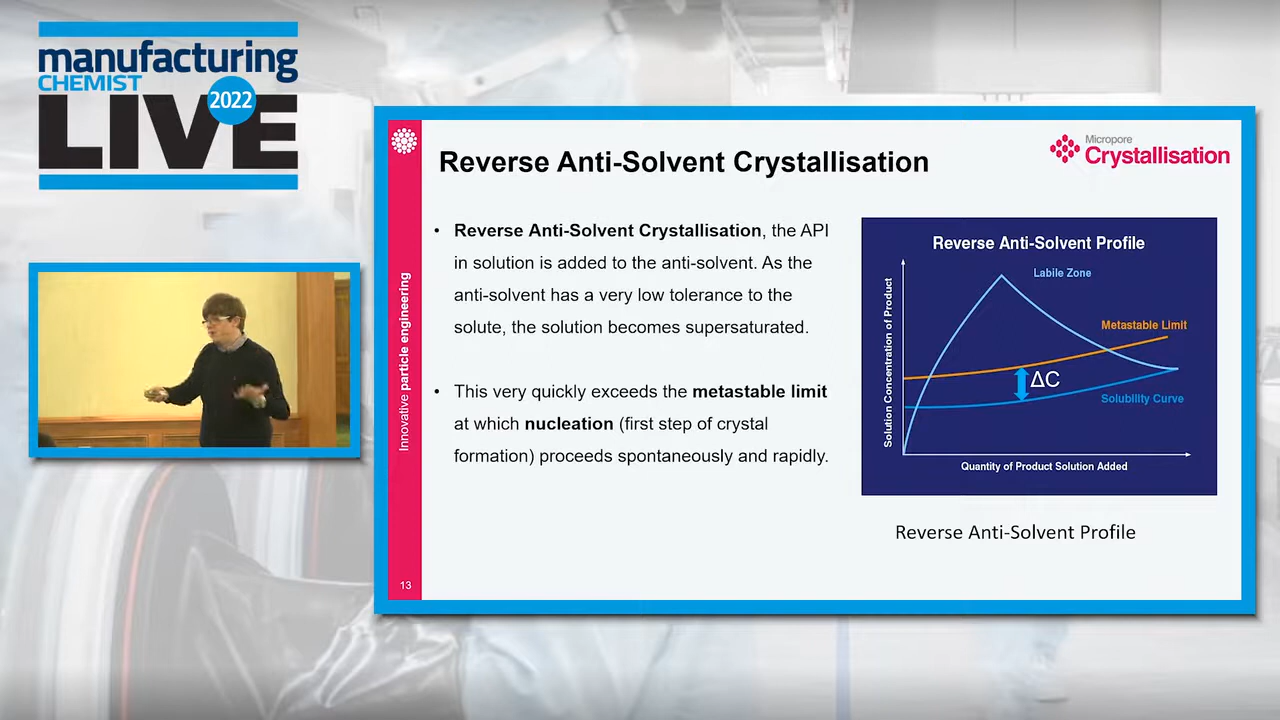 manufacturing
CHEMIST
LIVE
2022
Reverse Anti-Solvent Crystallisation
Micropore
Crystallisation
Innovative particle engineering
• Reverse Anti-Solvent Crystallisation, the API
in solution is added to the anti-solvent. As the
anti-solvent has a very low tolerance to the
solute, the solution becomes supersaturated.
• This very quickly exceeds the metastable limit
at which nucleation (first step of crystal
formation) proceeds spontaneously and rapidly.
Reverse Anti-Solvent Profile
Labile Zone
Metastable Limit
ΔC
Solubility Curve
Solution Concentration of Product
Quantity of Product Solution Added
Reverse Anti-Solvent Profile
13